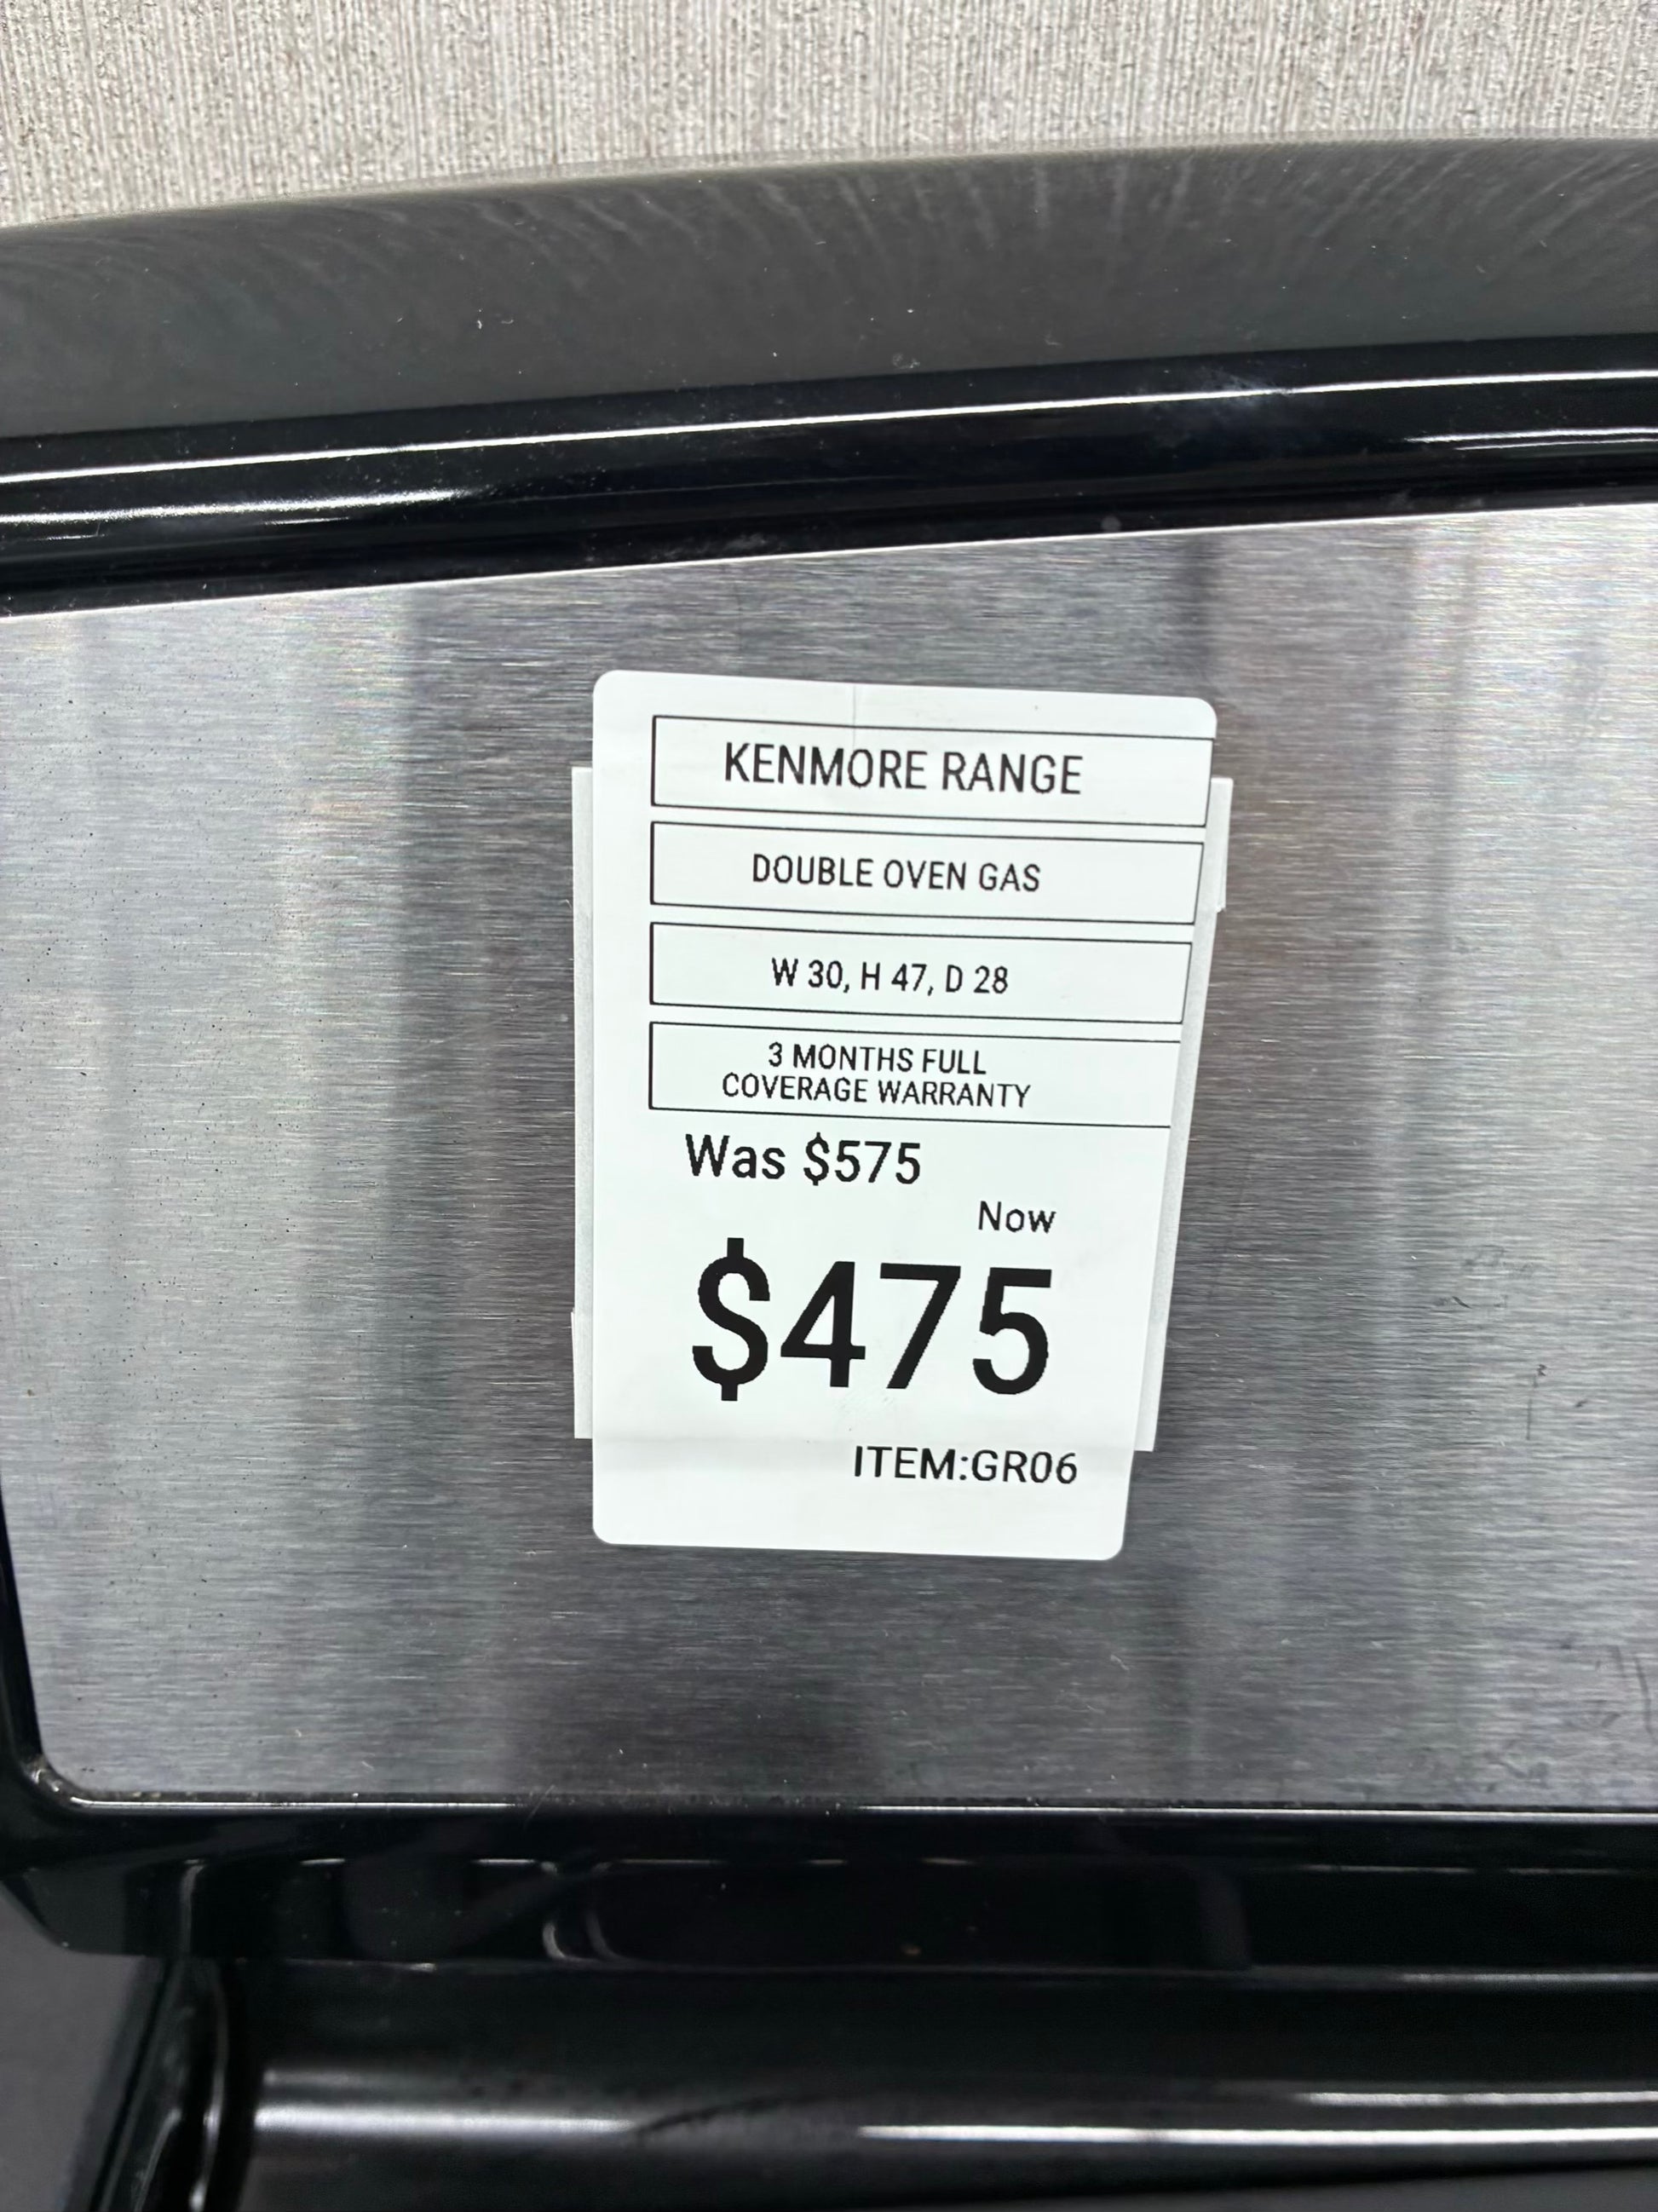 KENMORE RANGE
DOUBLE OVEN GAS
W 30, H 47, D 28
3 MONTHS FULL
COVERAGE WARRANTY
Was $575
Now
$475
ITEM:GR06